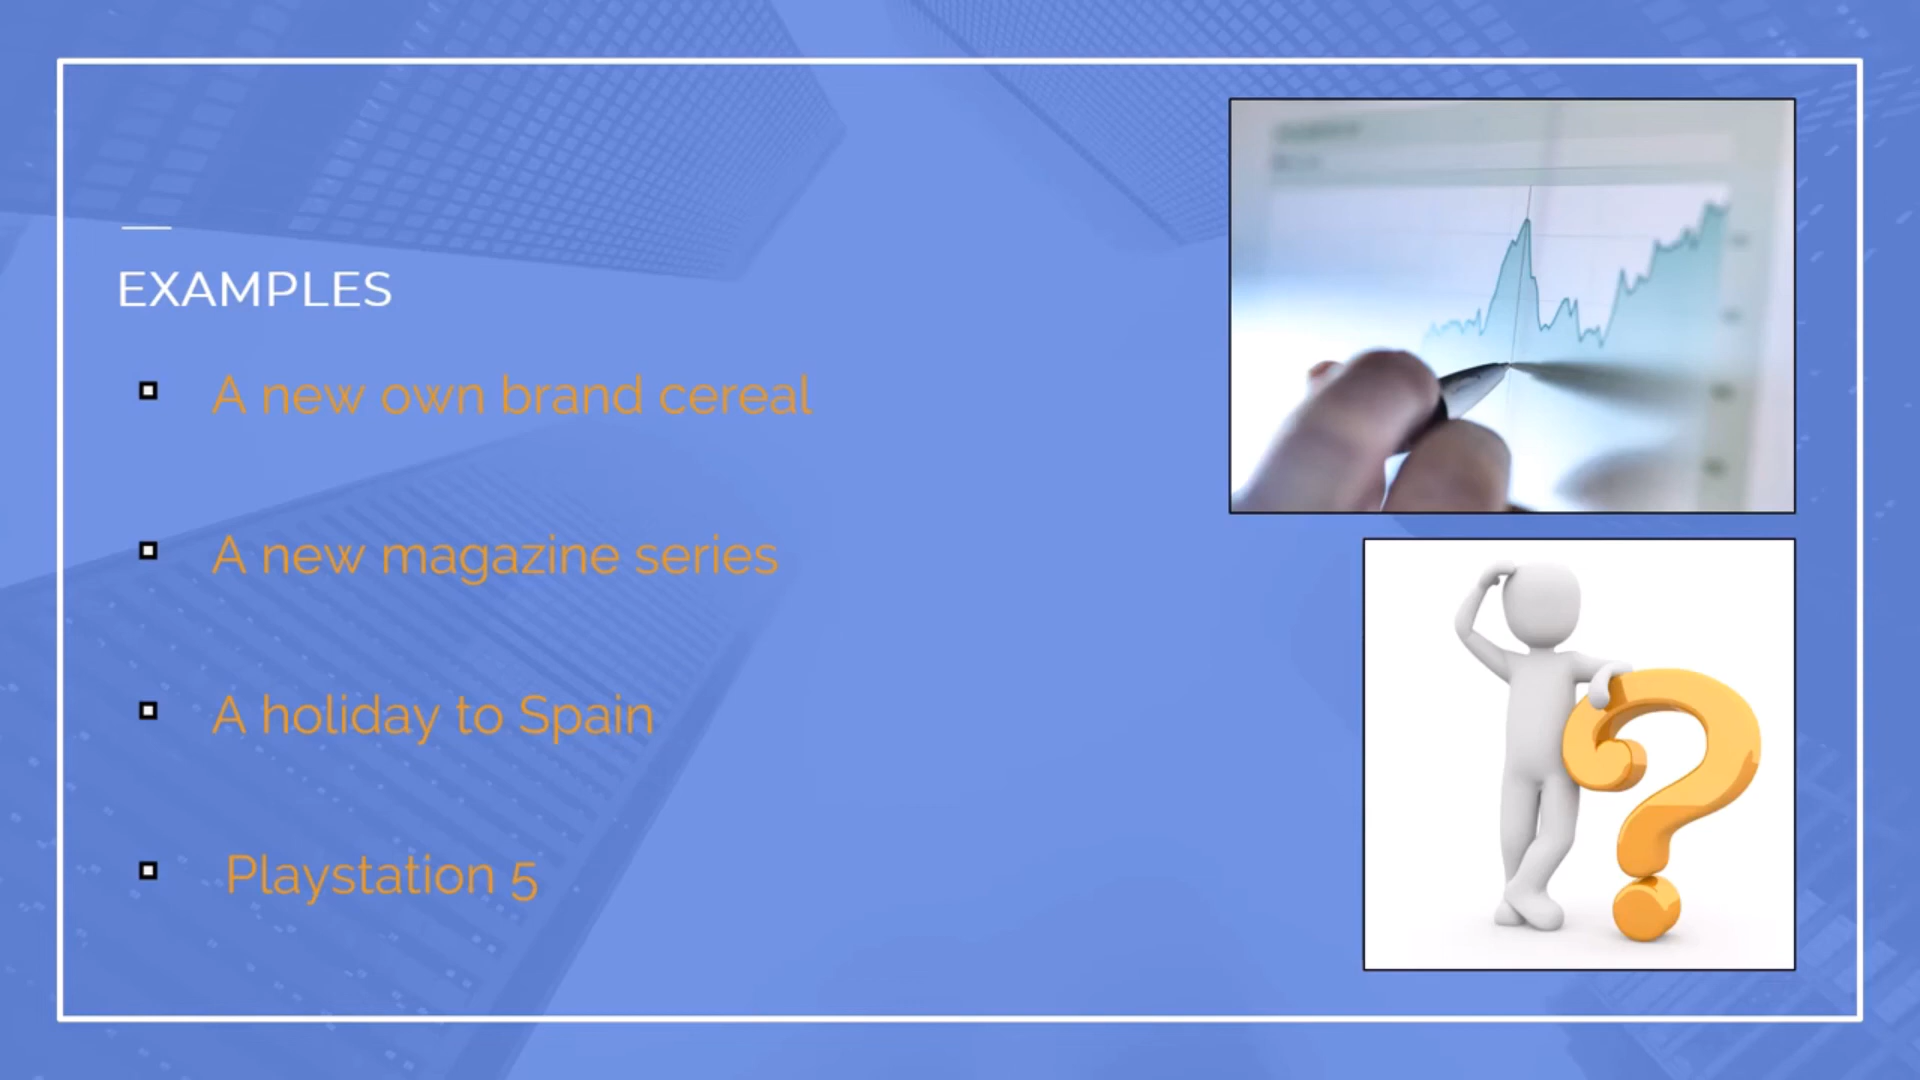 EXAMPLES
A new own brand cereal
A new magazine series
A holiday to Spain
Playstation 5